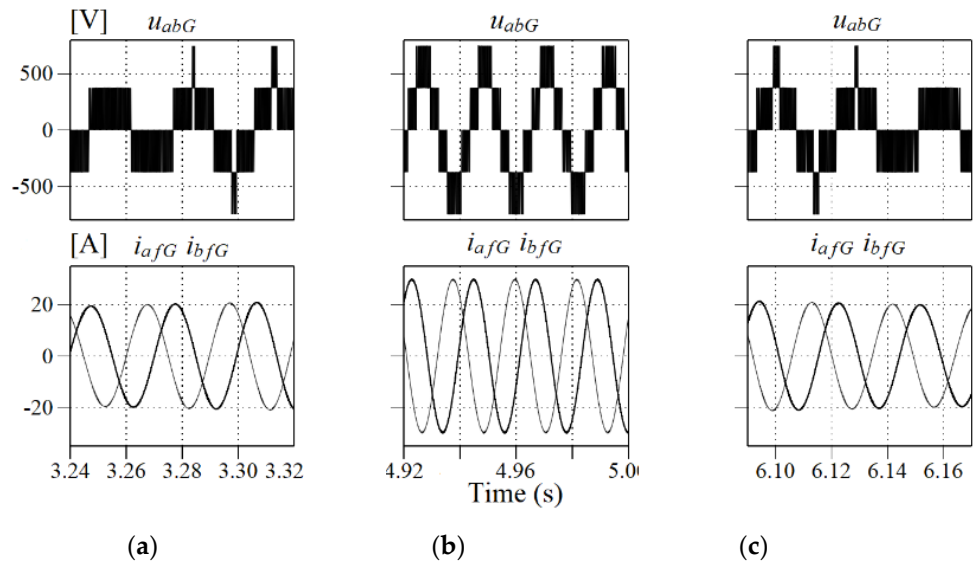 [V] u_abG u_abG u_abG
500
0
-500
[A] i_afG i_bfG i_afG i_bfG i_afG i_bfG
20
0
-20
3.24 3.26 3.28 3.30 3.32 4.92 4.96 5.0 6.10 6.12 6.14 6.16
Time (s)
(a) (b) (c)